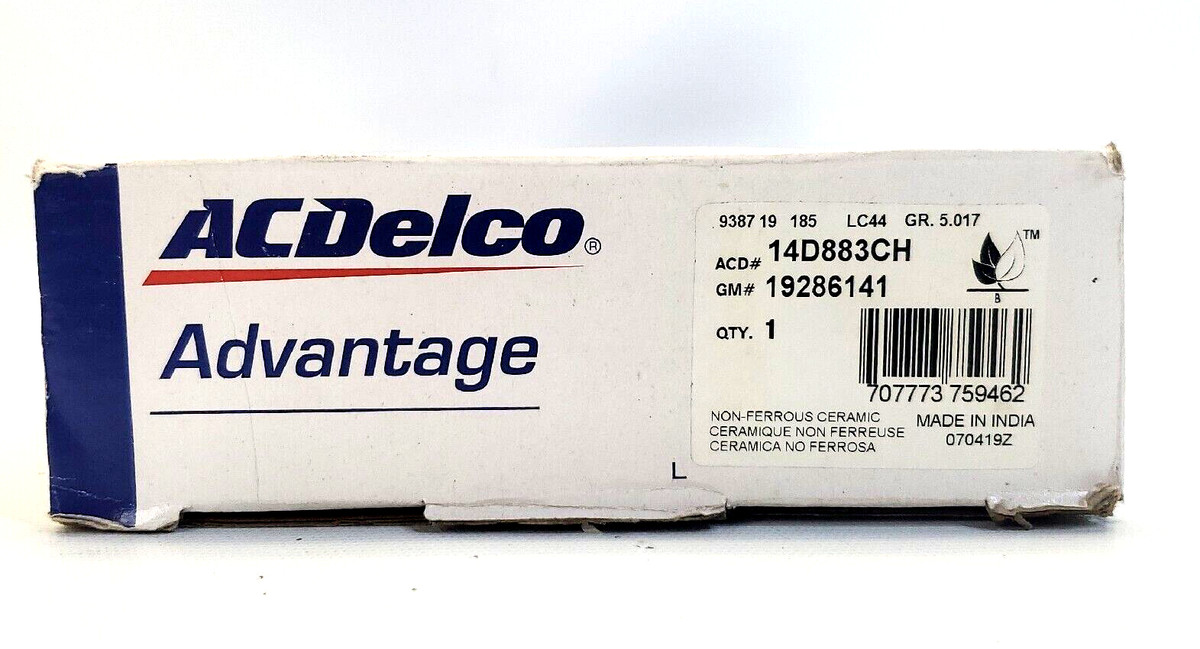 ACDelco®
Advantage
L
9387 19 185 LC44 GR. 5.017
ACD# 14D883CH
GM# 19286141
TM
B
QTY. 1
707773 759462
NON-FERROUS CERAMIC
CERAMIQUE NON FERREUSE
CERAMICA NO FERROSA
MADE IN INDIA
070419Z